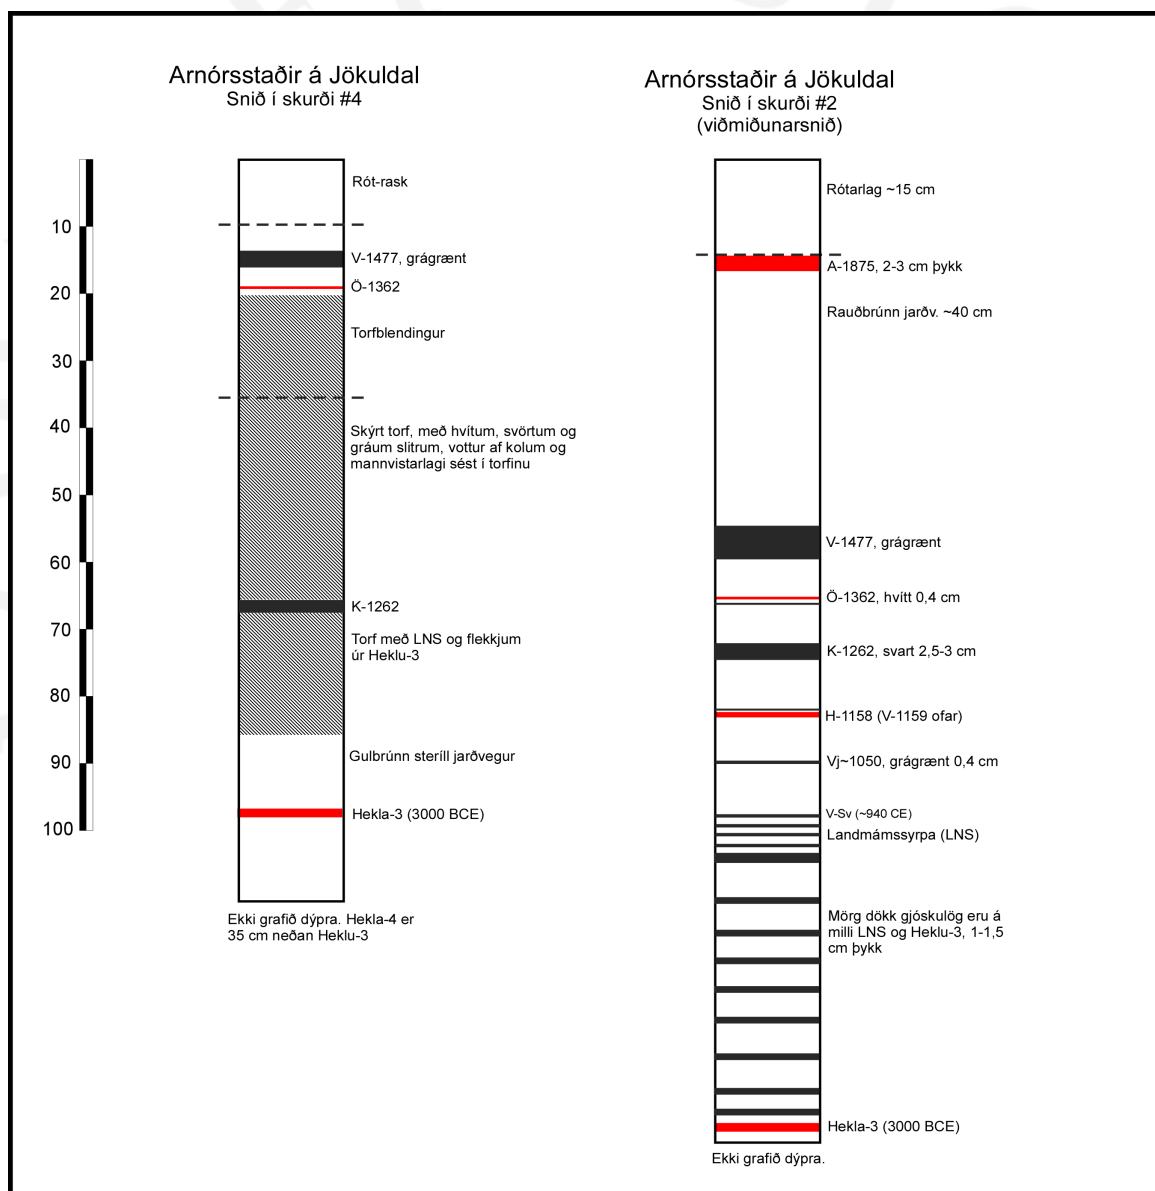 Arnórsstaðir á Jökuldal
Snið í skurði #4
Rót-rask
V-1477, grágrænt
Ö-1362
Torfblendingur
Skýrt torf, með hvítum, svörtum og
gráum slitrum, vottur af kolum og
mannvistarlagi sést í torfinu
K-1262
Torf með LNS og flekkjum
úr Heklu-3
Gulbrúnn steríll jarðvegur
Hekla-3 (3000 BCE)
Ekki grafið dýpra. Hekla-4 er
35 cm neðan Heklu-3
10
20
30
40
50
60
70
80
90
100
Arnórsstaðir á Jökuldal
Snið í skurði #2
(viðmiðunarsnið)
Rótarlag ~15 cm
A-1875, 2-3 cm þykk
Rauðbrúnn jarðv. ~40 cm
V-1477, grágrænt
Ö-1362, hvítt 0,4 cm
K-1262, svart 2,5-3 cm
H-1158 (V-1159 ofar)
Vj~1050, grágrænt 0,4 cm
V-Sv (~940 CE)
Landmámssyrpa (LNS)
Mörg dökk gjóskulög eru á
milli LNS og Heklu-3, 1-1,5
cm þykk
Hekla-3 (3000 BCE)
Ekki grafið dýpra.